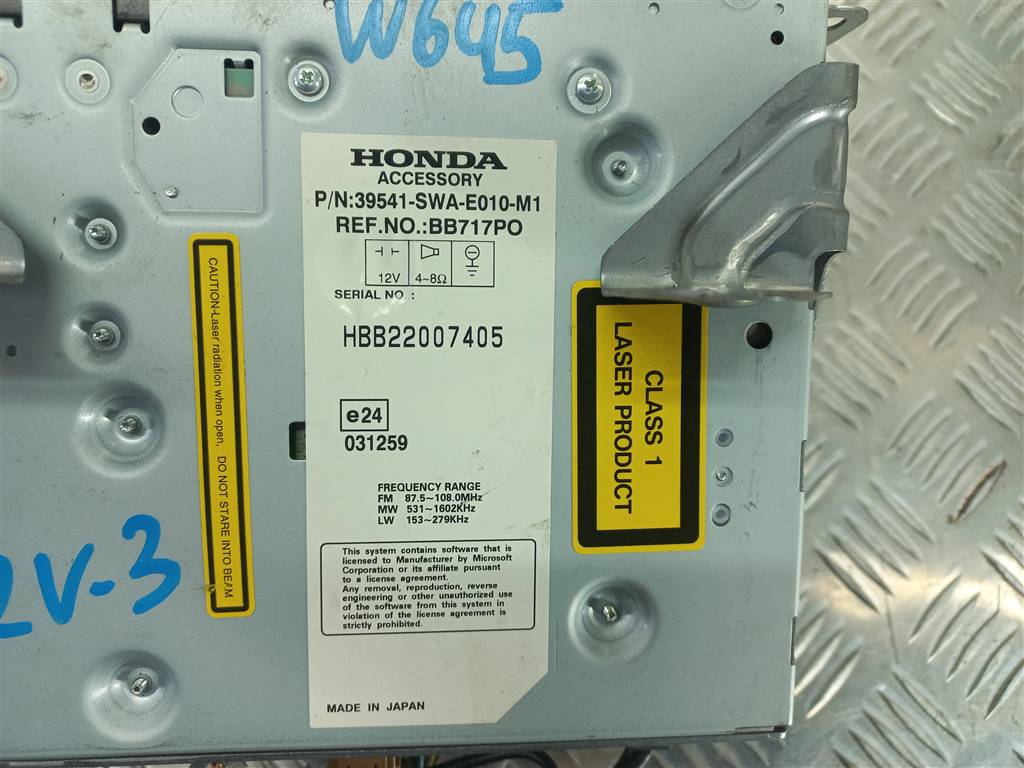 W645
HONDA
ACCESSORY
P/N:39541-SWA-E010-M1
REF.NO.:BB717PO
12V 4~8Ω
SERIAL NO. :
HBB22007405
e24
031259
FREQUENCY RANGE
FM 87.5~108.0MHz
MW 531~1602KHz
LW 153~279KHz
This system contains software that is
licensed to Manufacturer by Microsoft
Corporation or its affiliate pursuant
to a license agreement.
Any removal, reproduction, reverse
engineering or other unauthorized use
of the software from this system in
violation of the license agreement is
strictly prohibited.
MADE IN JAPAN
CAUTION-Laser radiation when open, DO NOT STARE INTO BEAM
CLASS 1
LASER PRODUCT
V-3